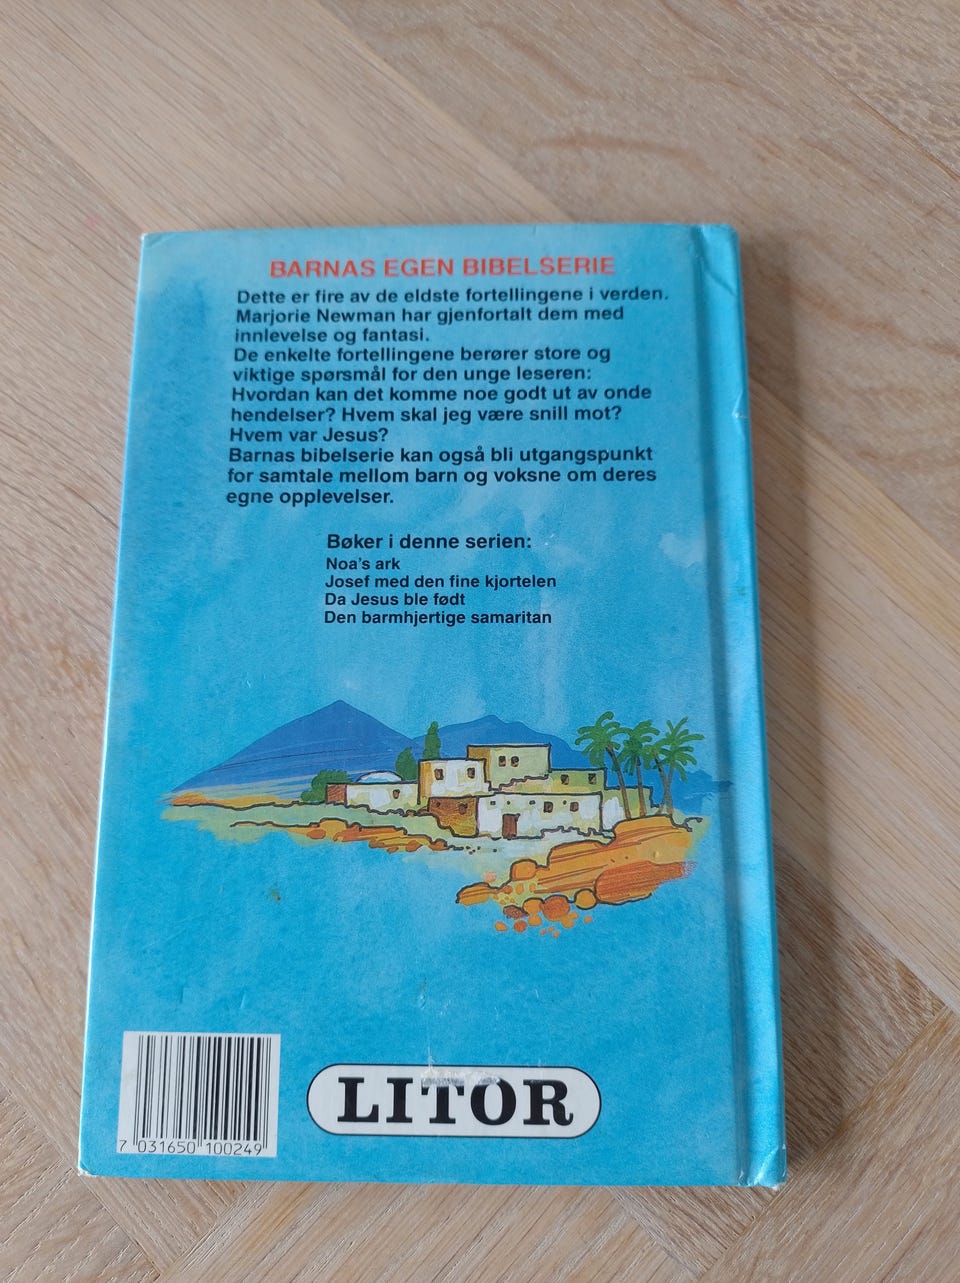 BARNAS EGEN BIBELSERIE
Dette er fire av de eldste fortellingene i verden.
Marjorie Newman har gjenfortalt dem med
innlevelse og fantasi.
De enkelte fortellingene berører store og
viktige spørsmål for den unge leseren:
Hvordan kan det komme noe godt ut av onde
hendelser? Hvem skal jeg være snill mot?
Hvem var Jesus?
Barnas bibelserie kan også bli utgangspunkt
for samtale mellom barn og voksne om deres
egne opplevelser.
Bøker i denne serien:
Noa's ark
Josef med den fine kjortelen
Da Jesus ble født
Den barmhjertige samaritan
LITOR
7 031650 100249